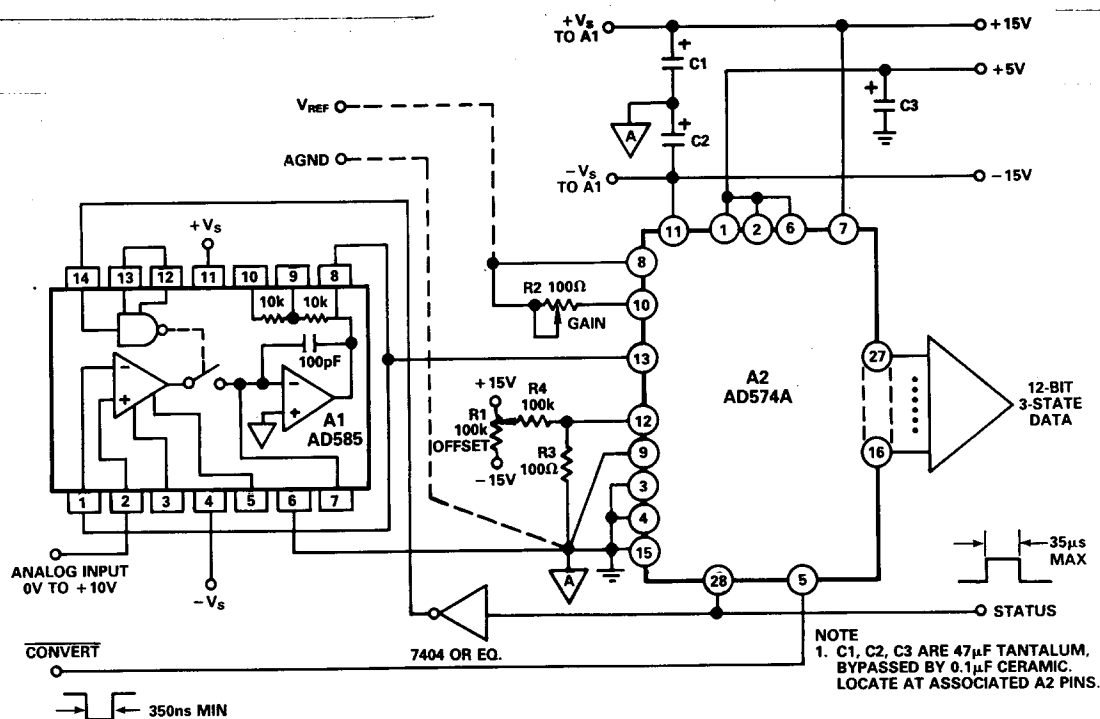 +VS
TO A1
+15V
+5V
C1
C3
VREF
A
C2
AGND
−VS
TO A1
−15V
+VS
11
1
2
6
7
14
13
12
11
10
9
8
8
10k
10k
R2 100Ω
10
GAIN
100pF
13
27
A2
AD574A
12-BIT
3-STATE
DATA
A1
AD585
+15V
R4
100k
R1
100k
OFFSET
12
16
R3
100Ω
−15V
9
3
4
15
1
2
3
4
5
6
7
35μs
MAX
ANALOG INPUT
0V TO +10V
−VS
A
28
5
STATUS
CONVERT
7404 OR EQ.
NOTE
1. C1, C2, C3 ARE 47μF TANTALUM,
BYPASSED BY 0.1μF CERAMIC.
LOCATE AT ASSOCIATED A2 PINS.
350ns MIN